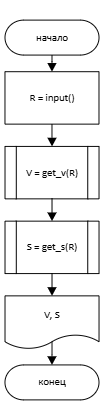 начало
R = input()
V = get_v(R)
S = get_s(R)
V, S
конец